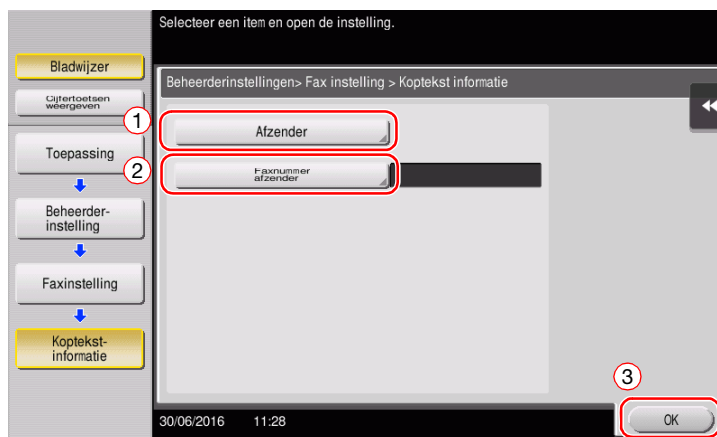 Selecteer een item en open de instelling.
Bladwijzer
Cijfertoetsen
weergeven
Beheerderinstellingen> Fax instelling > Koptekst informatie
1
Afzender
Toepassing
2
Faxnummer
afzender
Beheerder-
instelling
Faxinstelling
Koptekst-
informatie
3
30/06/2016 11:28
OK